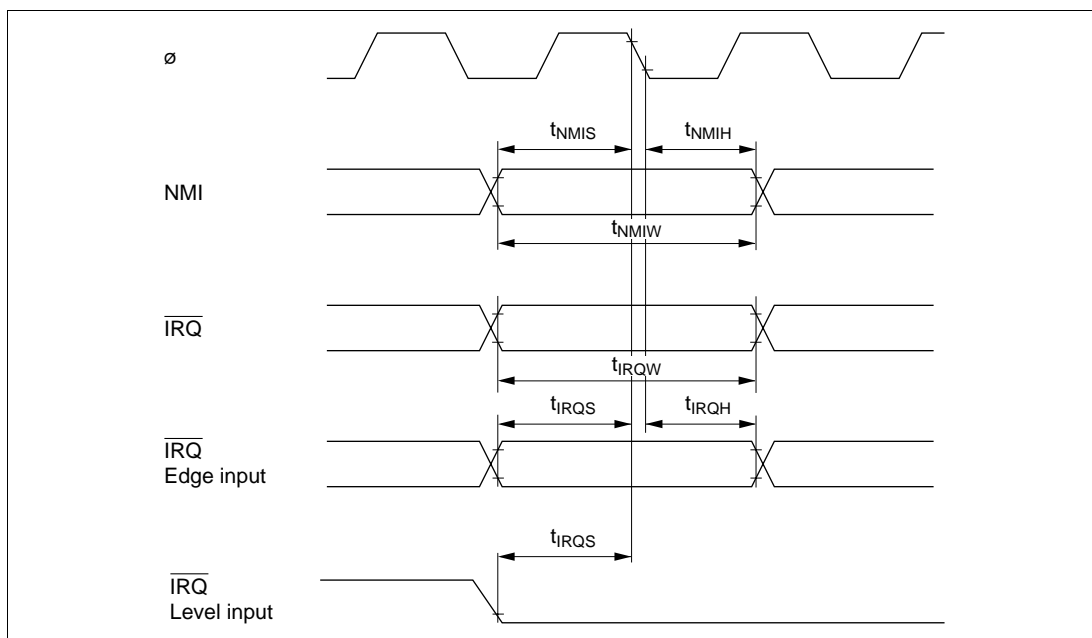 ø
tNMIS
tNMIH
NMI
tNMIW
IRQ
tIRQW
tIRQS
tIRQH
IRQ
Edge input
tIRQS
IRQ
Level input